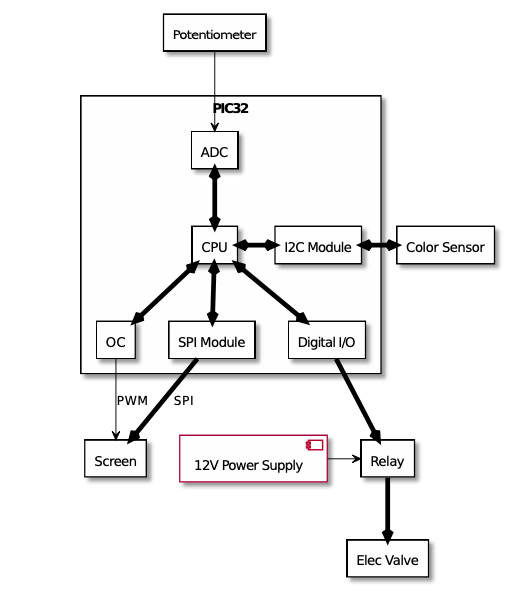 Potentiometer
PIC32
ADC
CPU
I2C Module
Color Sensor
OC
SPI Module
Digital I/O
PWM
SPI
Screen
12V Power Supply
Relay
Elec Valve